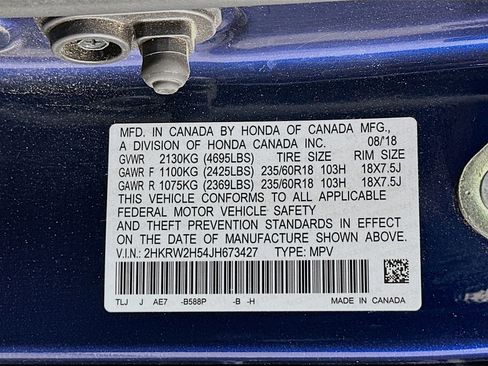 MFD. IN CANADA BY HONDA OF CANADA MFG.,
A DIVISION OF HONDA CANADA INC. 08/'18
GVWR 2130KG (4695LBS) TIRE SIZE RIM SIZE
GAWR F 1100KG (2425LBS) 235/60R18 103H 18X7.5J
GAWR R 1075KG (2369LBS) 235/60R18 103H 18X7.5J
THIS VEHICLE CONFORMS TO ALL APPLICABLE
FEDERAL MOTOR VEHICLE SAFETY
AND THEFT PREVENTION STANDARDS IN EFFECT
ON THE DATE OF MANUFACTURE SHOWN ABOVE.
V.I.N.: 2HKRW2H54JH673427 TYPE: MPV
TLJ J AE7 -B588P -B -H MADE IN CANADA